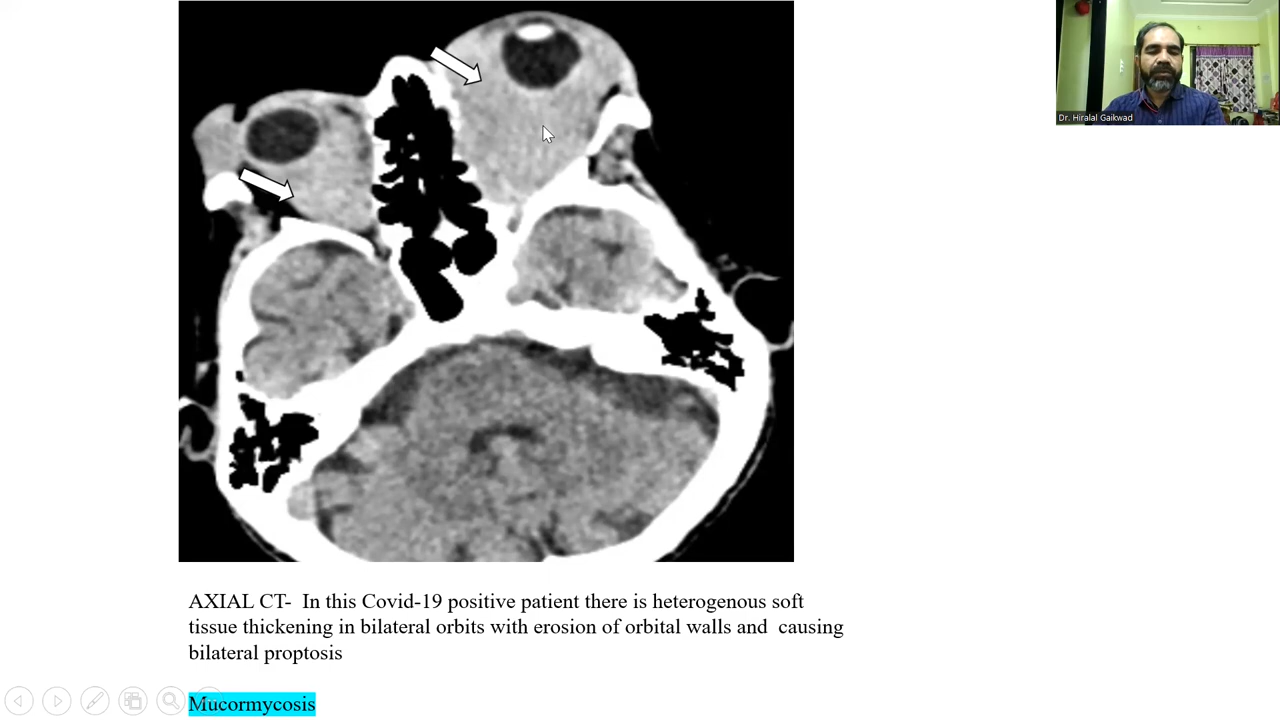 Dr. Hiralal Gaikwad
AXIAL CT-  In this Covid-19 positive patient there is heterogenous soft
tissue thickening in bilateral orbits with erosion of orbital walls and  causing
bilateral proptosis
Mucormycosis